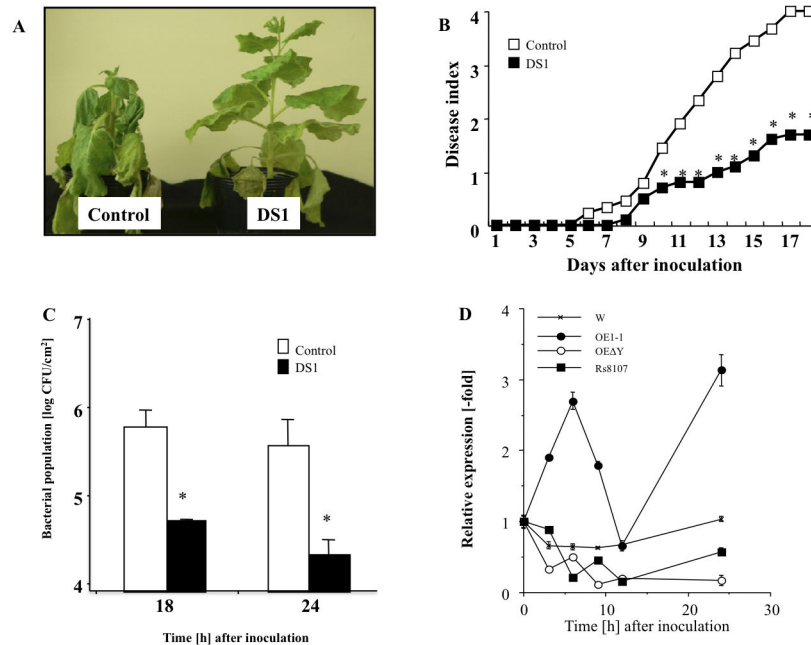 A
Control
DS1
B
Disease index
4
2
1
0
Control
DS1
* * * * * * * * *
1 3 5 7 9 11 13 15 17
Days after inoculation
C
Bacterial population [log CFU/cm²]
7
6
5
4
Control
DS1
*
*
18 24
Time [h] after inoculation
D
Relative expression [-fold]
4
3
2
1
0
W
OE1-1
OEΔY
Rs8107
0 10 20 30
Time [h] after inoculation